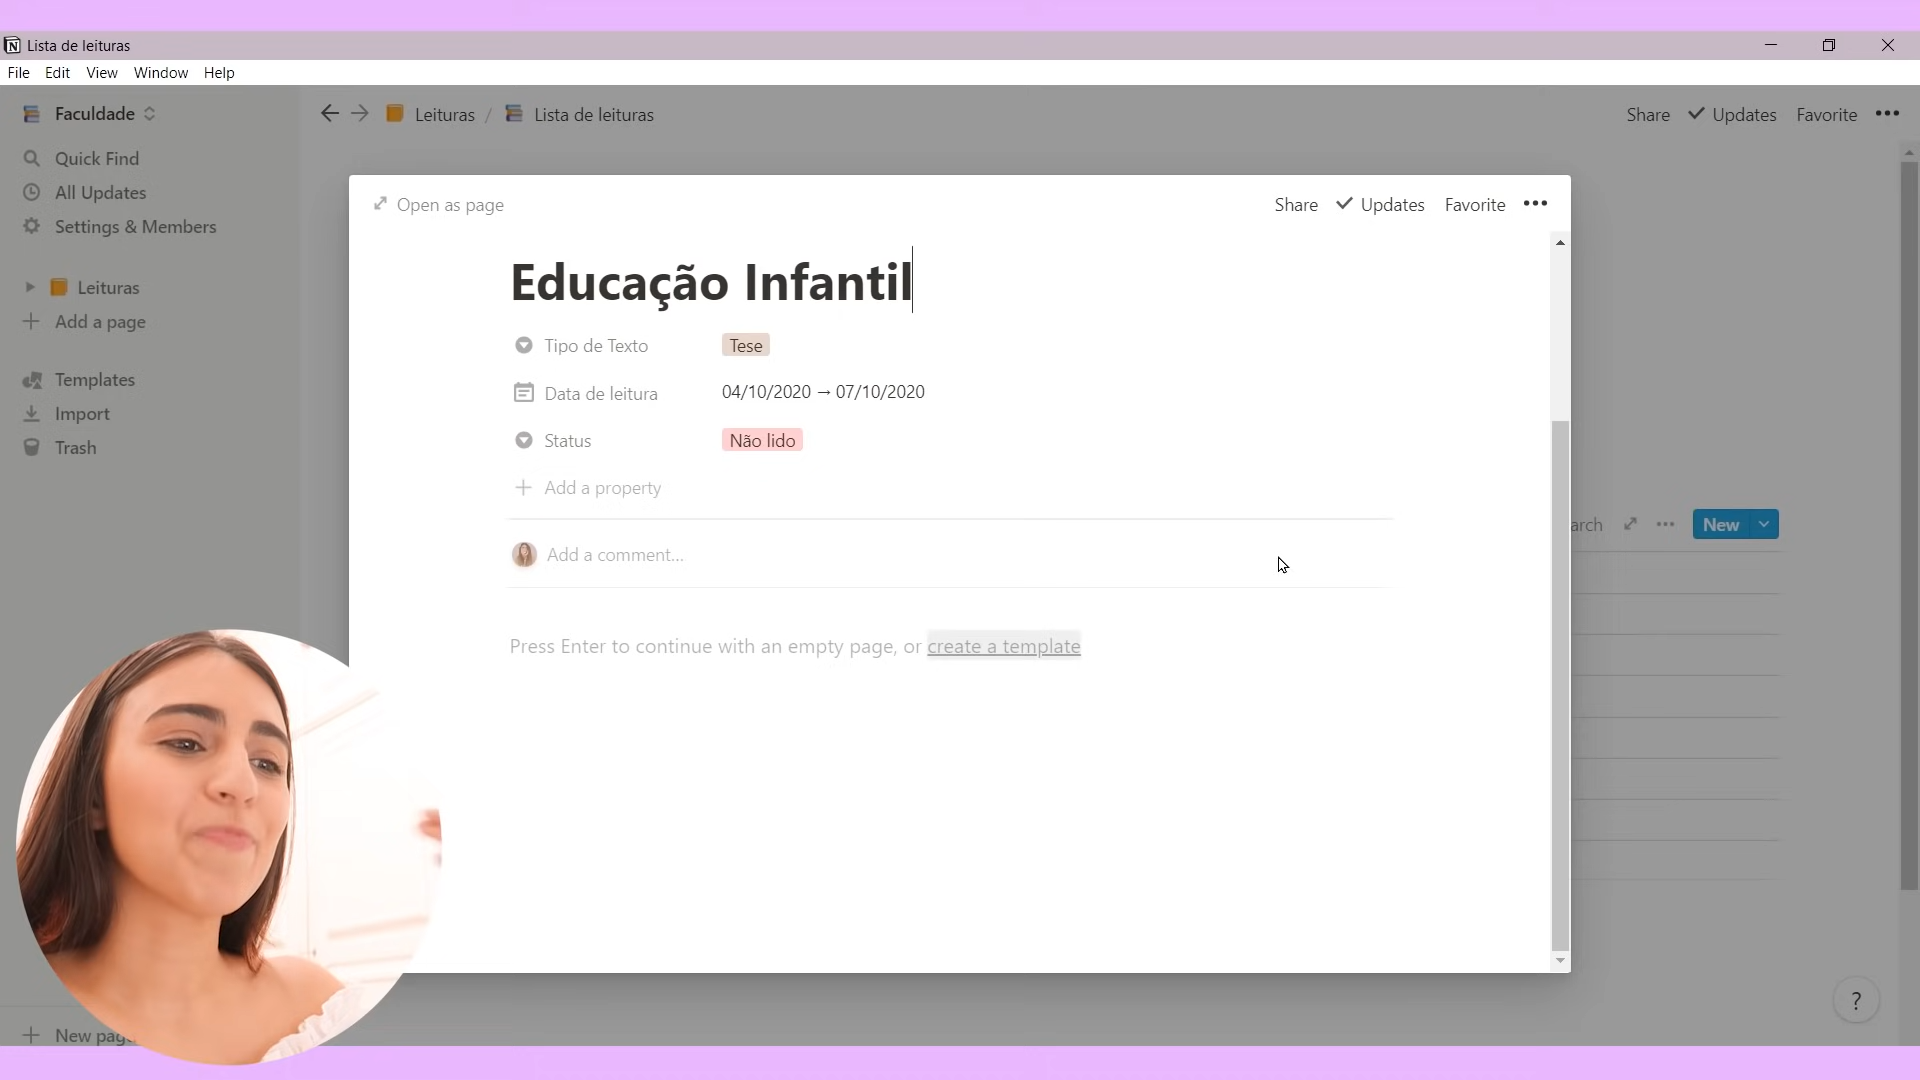 Lista de leituras
File Edit View Window Help
Faculdade
Leituras / Lista de leituras
Share Updates Favorite •••
Quick Find
All Updates
Settings & Members
Leituras
Add a page
Templates
Import
Trash
Open as page
Share Updates Favorite •••
Educação Infantil
Tipo de Texto Tese
Data de leitura 04/10/2020 → 07/10/2020
Status Não lido
+ Add a property
Add a comment...
Press Enter to continue with an empty page, or create a template
arch ••• New
?
+ New pag